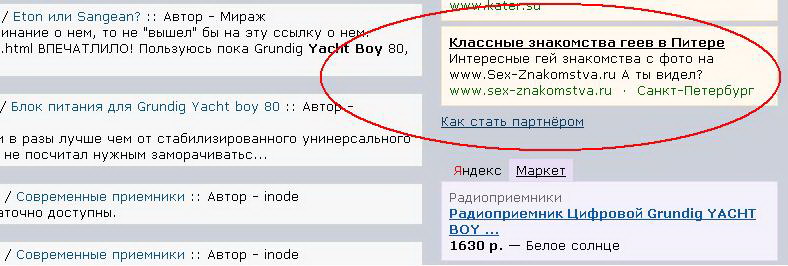 / Eton или Sangean? :: Автор - Мираж
инание о нем, то не "вышел" бы на эту ссылку о нем.
.html ВПЕЧАТЛИЛО! Пользуюсь пока Grundig Yacht Boy 80,
/ Блок питания для Grundig Yacht boy 80 :: Автор -
и в разы лучше чем от стабилизированного унинерсального
не посчитал нужным заморачиватьс...
/ Современные приемники :: Автор - inode
аточно доступны.
/ Современные приемники :: Автор - inode
www.kater.su
Классные знакомства геев в Питере
Интересные гей знакомства с фото на
www.Sex-Znakomstva.ru А ты видел?
www.sex-znakomstva.ru · Санкт-Петербург
Как стать партнёром
Яндекс Маркет
Радиоприемники
Радиоприемник Цифровой Grundig YACHT
BOY ...
1630 р. — Белое солнце